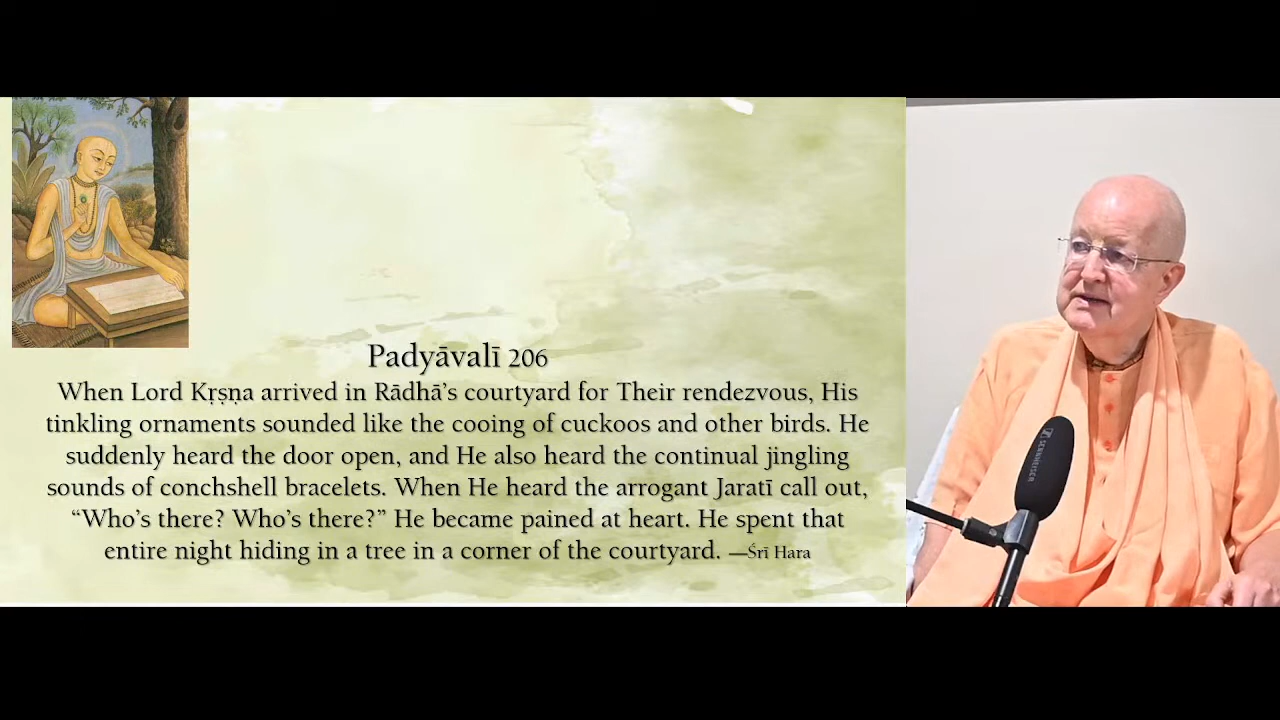 Padyāvalī 206
When Lord Kṛṣṇa arrived in Rādhā’s courtyard for Their rendezvous, His
tinkling ornaments sounded like the cooing of cuckoos and other birds. He
suddenly heard the door open, and He also heard the continual jingling
sounds of conchshell bracelets. When He heard the arrogant Jaratī call out,
“Who’s there? Who’s there?” He became pained at heart. He spent that
entire night hiding in a tree in a corner of the courtyard. —Śrī Hara
SENNHEISER